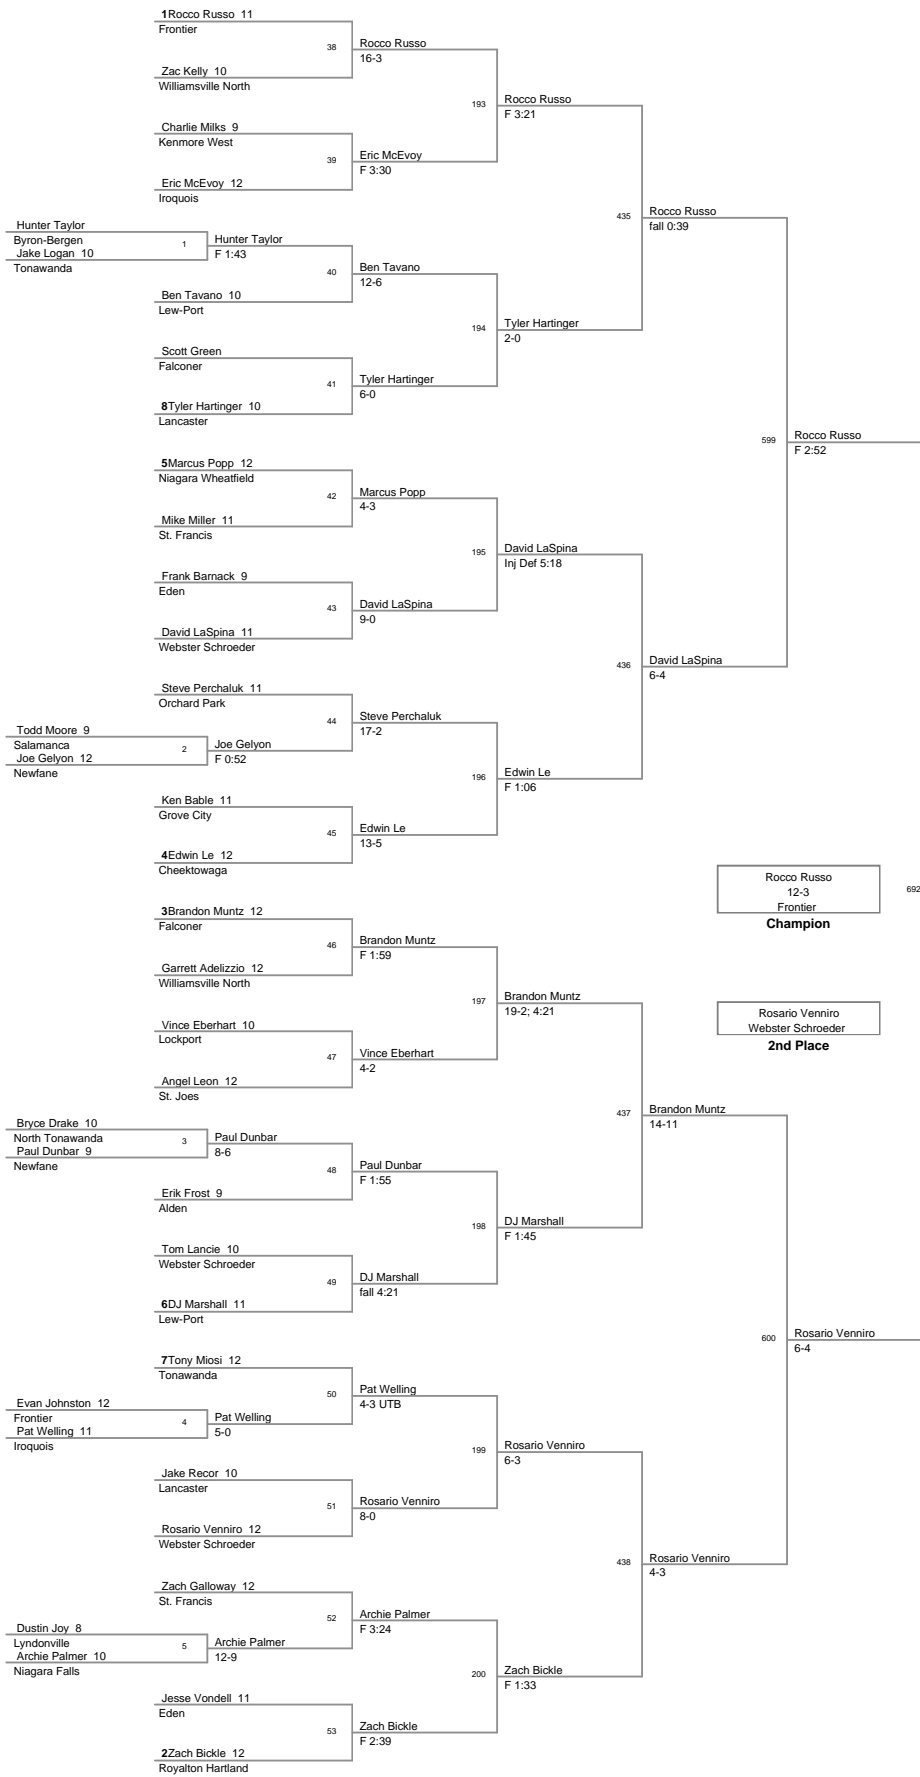 1Rocco Russo 11
Frontier
38
Rocco Russo
16-3
Zac Kelly 10
Williamsville North
193
Rocco Russo
F 3:21
Charlie Milks 9
Kenmore West
39
Eric McEvoy
F 3:30
Eric McEvoy 12
Iroquois
435
Rocco Russo
fall 0:39
Hunter Taylor
Byron-Bergen
1
Hunter Taylor
F 1:43
Jake Logan 10
Tonawanda
40
Ben Tavano
12-6
Ben Tavano 10
Lew-Port
194
Tyler Hartinger
2-0
Scott Green
Falconer
41
Tyler Hartinger
6-0
8Tyler Hartinger 10
Lancaster
599
Rocco Russo
F 2:52
5Marcus Popp 12
Niagara Wheatfield
42
Marcus Popp
4-3
Mike Miller 11
St. Francis
195
David LaSpina
Inj Def 5:18
Frank Barnack 9
Eden
43
David LaSpina
9-0
David LaSpina 11
Webster Schroeder
436
David LaSpina
6-4
Steve Perchaluk 11
Orchard Park
44
Steve Perchaluk
17-2
Todd Moore 9
Salamanca
2
Joe Gelyon
F 0:52
Joe Gelyon 12
Newfane
196
Edwin Le
F 1:06
Ken Bable 11
Grove City
45
Edwin Le
13-5
4Edwin Le 12
Cheektowaga
Rocco Russo
12-3
Frontier
Champion
692
3Brandon Muntz 12
Falconer
46
Brandon Muntz
F 1:59
Garrett Adelizzio 12
Williamsville North
197
Brandon Muntz
19-2; 4:21
Rosario Venniro
Webster Schroeder
2nd Place
Vince Eberhart 10
Lockport
47
Vince Eberhart
4-2
Angel Leon 12
St. Joes
437
Brandon Muntz
14-11
Bryce Drake 10
North Tonawanda
3
Paul Dunbar
8-6
Paul Dunbar 9
Newfane
48
Paul Dunbar
F 1:55
Erik Frost 9
Alden
198
DJ Marshall
F 1:45
Tom Lancie 10
Webster Schroeder
49
DJ Marshall
fall 4:21
6DJ Marshall 11
Lew-Port
600
Rosario Venniro
6-4
7Tony Miosi 12
Tonawanda
50
Pat Welling
4-3 UTB
Evan Johnston 12
Frontier
4
Pat Welling
5-0
Pat Welling 11
Iroquois
199
Rosario Venniro
6-3
Jake Recor 10
Lancaster
51
Rosario Venniro
8-0
Rosario Venniro 12
Webster Schroeder
438
Rosario Venniro
4-3
Zach Galloway 12
St. Francis
52
Archie Palmer
F 3:24
Dustin Joy 8
Lyndonville
5
Archie Palmer
12-9
Archie Palmer 10
Niagara Falls
200
Zach Bickle
F 1:33
Jesse Vondell 11
Eden
53
Zach Bickle
F 2:39
2Zach Bickle 12
Royalton Hartland